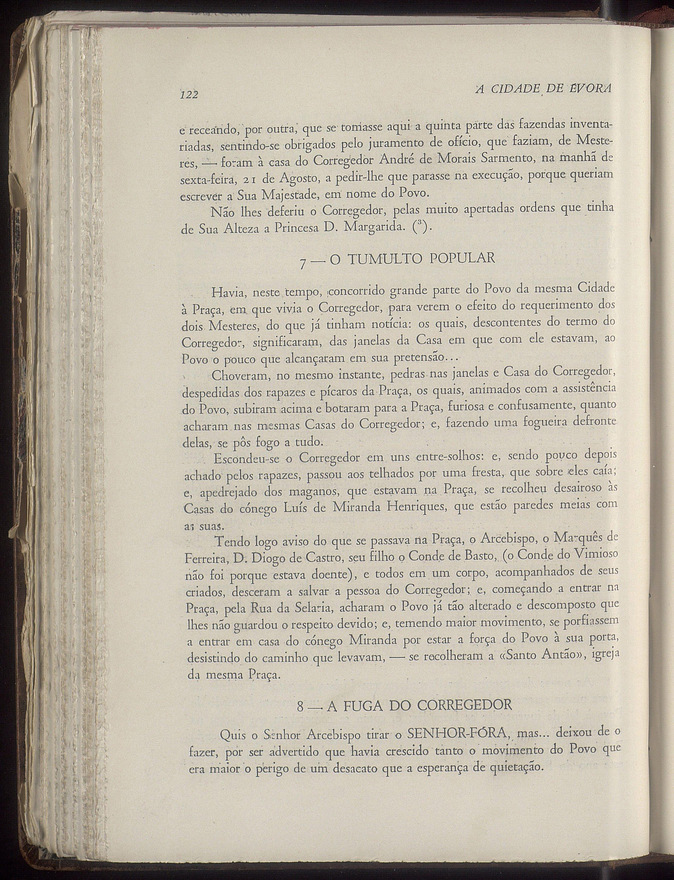 122
A CIDADE DE ÉVORA
e receando, por outra, que se tomasse aqui a quinta parte das fazendas inventa-
riadas, sentindo-se obrigados pelo juramento de ofício, que faziam, de Meste-
res, — foram à casa do Corregedor André de Morais Sarmento, na manhã de
sexta-feira, 21 de Agosto, a pedir-lhe que parasse na execução, porque queriam
escrever a Sua Majestade, em nome do Povo.
Não lhes deferiu o Corregedor, pelas muito apertadas ordens que tinha
de Sua Alteza a Princesa D. Margarida. (³).
7 — O TUMULTO POPULAR
Havia, neste tempo, concorrido grande parte do Povo da mesma Cidade
à Praça, em que vivia o Corregedor, para verem o efeito do requerimento dos
dois Mesteres, do que já tinham notícia: os quais, descontentes do termo do
Corregedor, significaram, das janelas da Casa em que com ele estavam, ao
Povo o pouco que alcançaram em sua pretensão...
Choveram, no mesmo instante, pedras nas janelas e Casa do Corregedor,
despedidas dos rapazes e pícaros da Praça, os quais, animados com a assistência
do Povo, subiram acima e botaram para a Praça, furiosa e confusamente, quanto
acharam nas mesmas Casas do Corregedor; e, fazendo uma fogueira defronte
delas, se pôs fogo a tudo.
Escondeu-se o Corregedor em uns entre-solhos: e, sendo pouco depois
achado pelos rapazes, passou aos telhados por uma fresta, que sobre eles caía;
e, apedrejado dos maganos, que estavam na Praça, se recolheu desairoso às
Casas do cónego Luís de Miranda Henriques, que estão paredes meias com
as suas.
Tendo logo aviso do que se passava na Praça, o Arcebispo, o Marquês de
Ferreira, D. Diogo de Castro, seu filho o Conde de Basto, (o Conde do Vimioso
não foi porque estava doente), e todos em um corpo, acompanhados de seus
criados, desceram a salvar a pessoa do Corregedor; e, começando a entrar na
Praça, pela Rua da Selaria, acharam o Povo já tão alterado e descomposto que
lhes não guardou o respeito devido; e, temendo maior movimento, se porfiassem
a entrar em casa do cónego Miranda por estar a força do Povo à sua porta,
desistindo do caminho que levavam, — se recolheram a «Santo Antão», igreja
da mesma Praça.
8 — A FUGA DO CORREGEDOR
Quis o Senhor Arcebispo tirar o SENHOR-FÓRA, mas... deixou de o
fazer, por ser advertido que havia crescido tanto o movimento do Povo que
era maior o perigo de um desacato que a esperança de quietação.